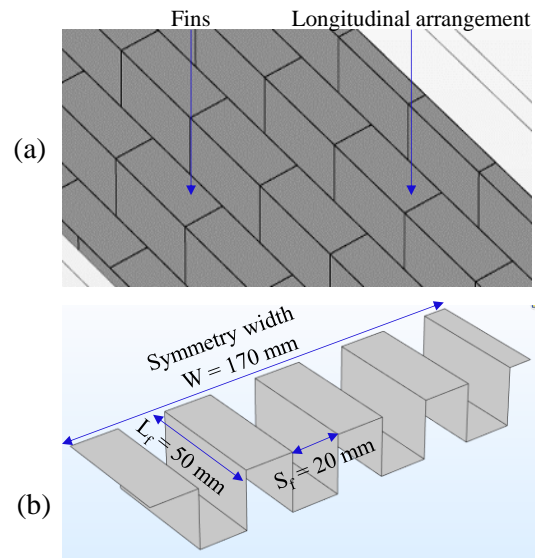 Fins
Longitudinal arrangement
(a)
Symmetry width
W = 170 mm
L_f = 50 mm
S_f = 20 mm
(b)